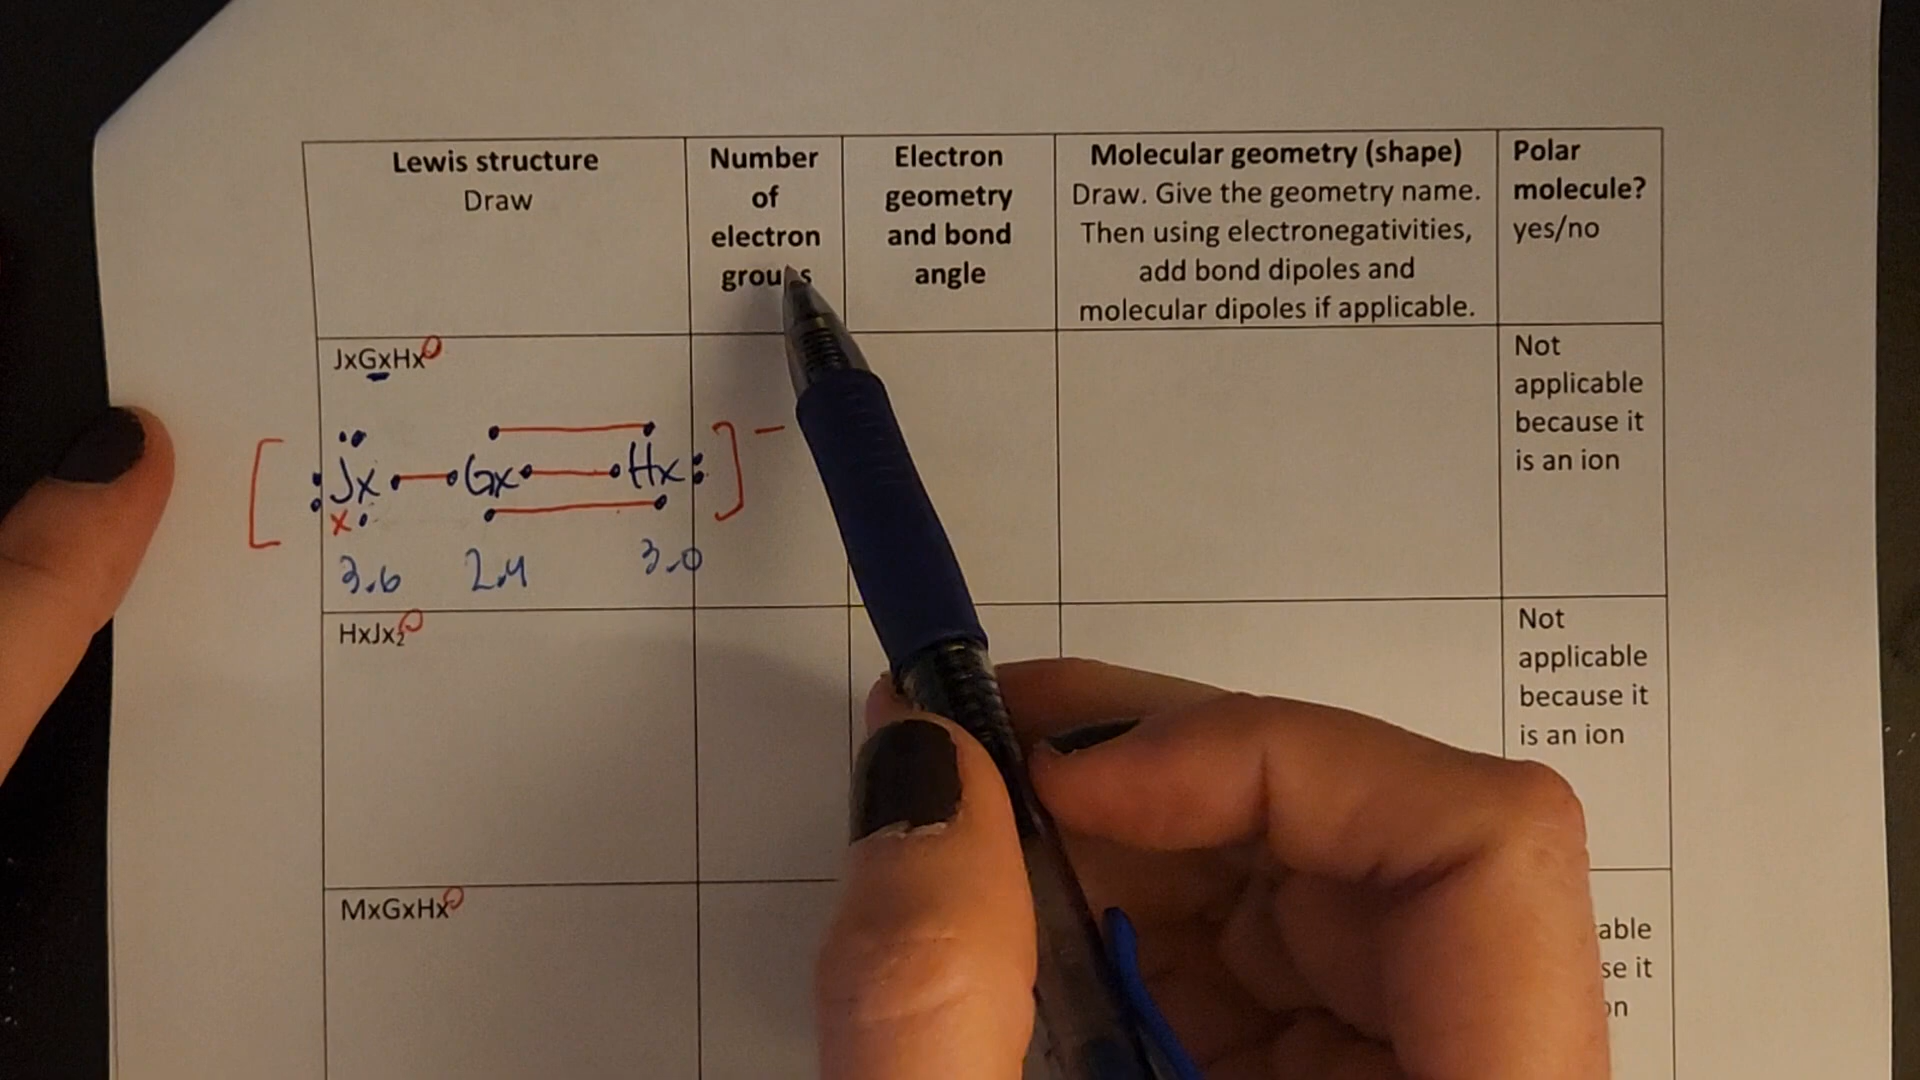 Lewis structure
Draw
Number
of
electron
groups
Electron
geometry
and bond
angle
Molecular geometry (shape)
Draw. Give the geometry name.
Then using electronegativities,
add bond dipoles and
molecular dipoles if applicable.
Polar
molecule?
yes/no
JxGxHx
[ Jx Gx Hx ] −
x
3.6 2.4 3.0
Not
applicable
because it
is an ion
HxJx₂
Not
applicable
because it
is an ion
MxGxHx
able
se it
on